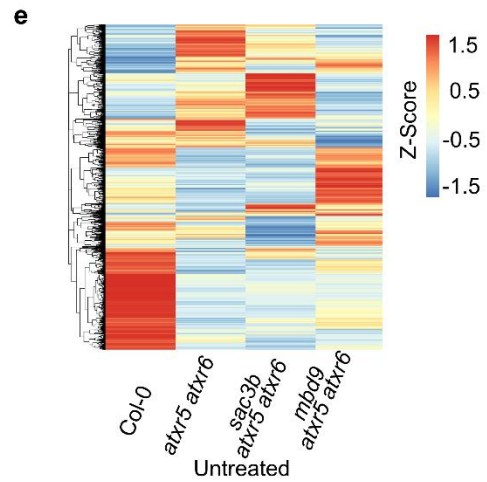 e
1.5
0.5
-0.5
-1.5
Z-Score
Col-0
atxr5 atxr6
sac3b
atxr5 atxr6
mbd9
atxr5 atxr6
Untreated